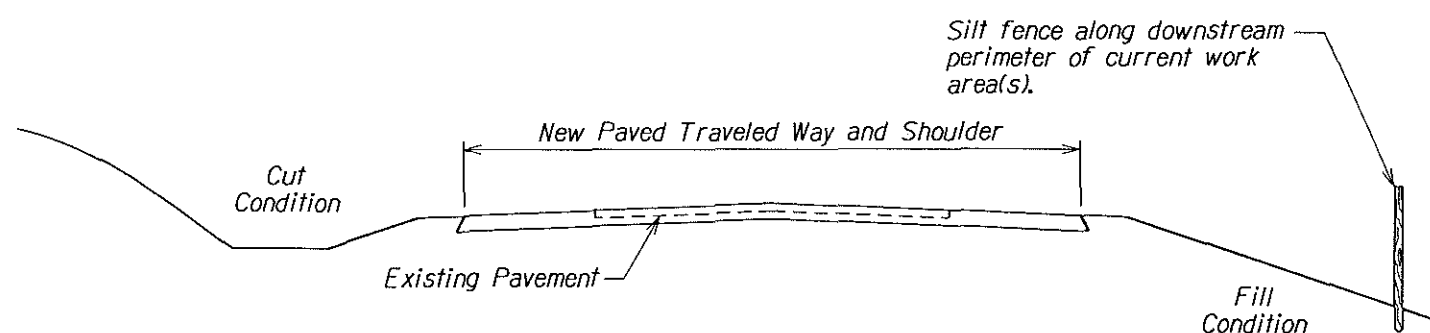 Silt fence along downstream
perimeter of current work
area(s).
New Paved Traveled Way and Shoulder
Cut
Condition
Existing Pavement
Fill
Condition